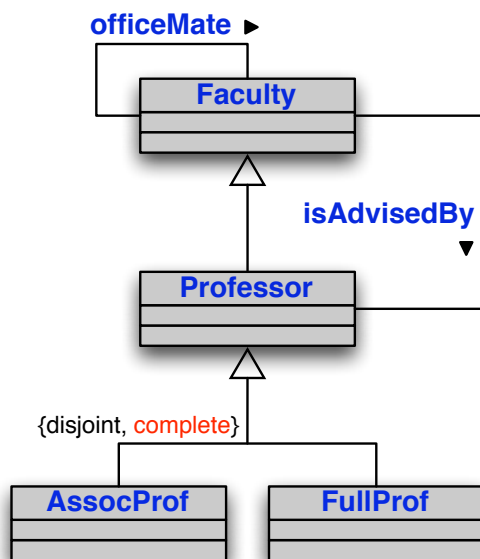 officeMate ►
Faculty
isAdvisedBy
▼
Professor
{disjoint, complete}
AssocProf
FullProf